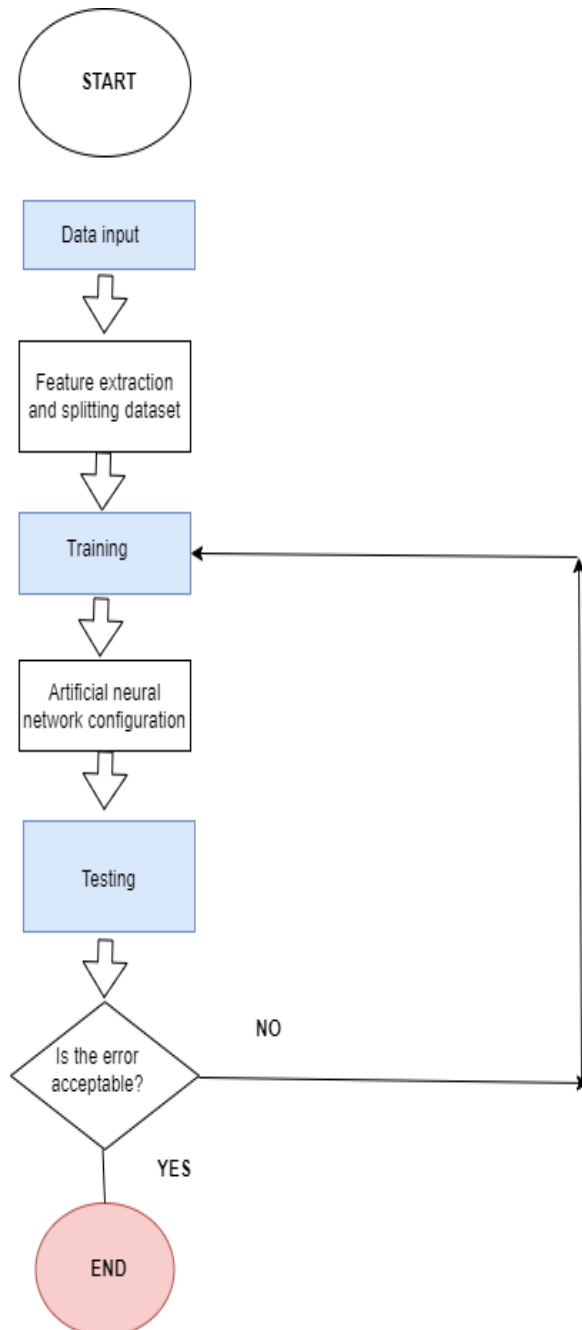 START
Data input
Feature extraction
and splitting dataset
Training
Artificial neural
network configuration
Testing
Is the error
acceptable?
NO
YES
END